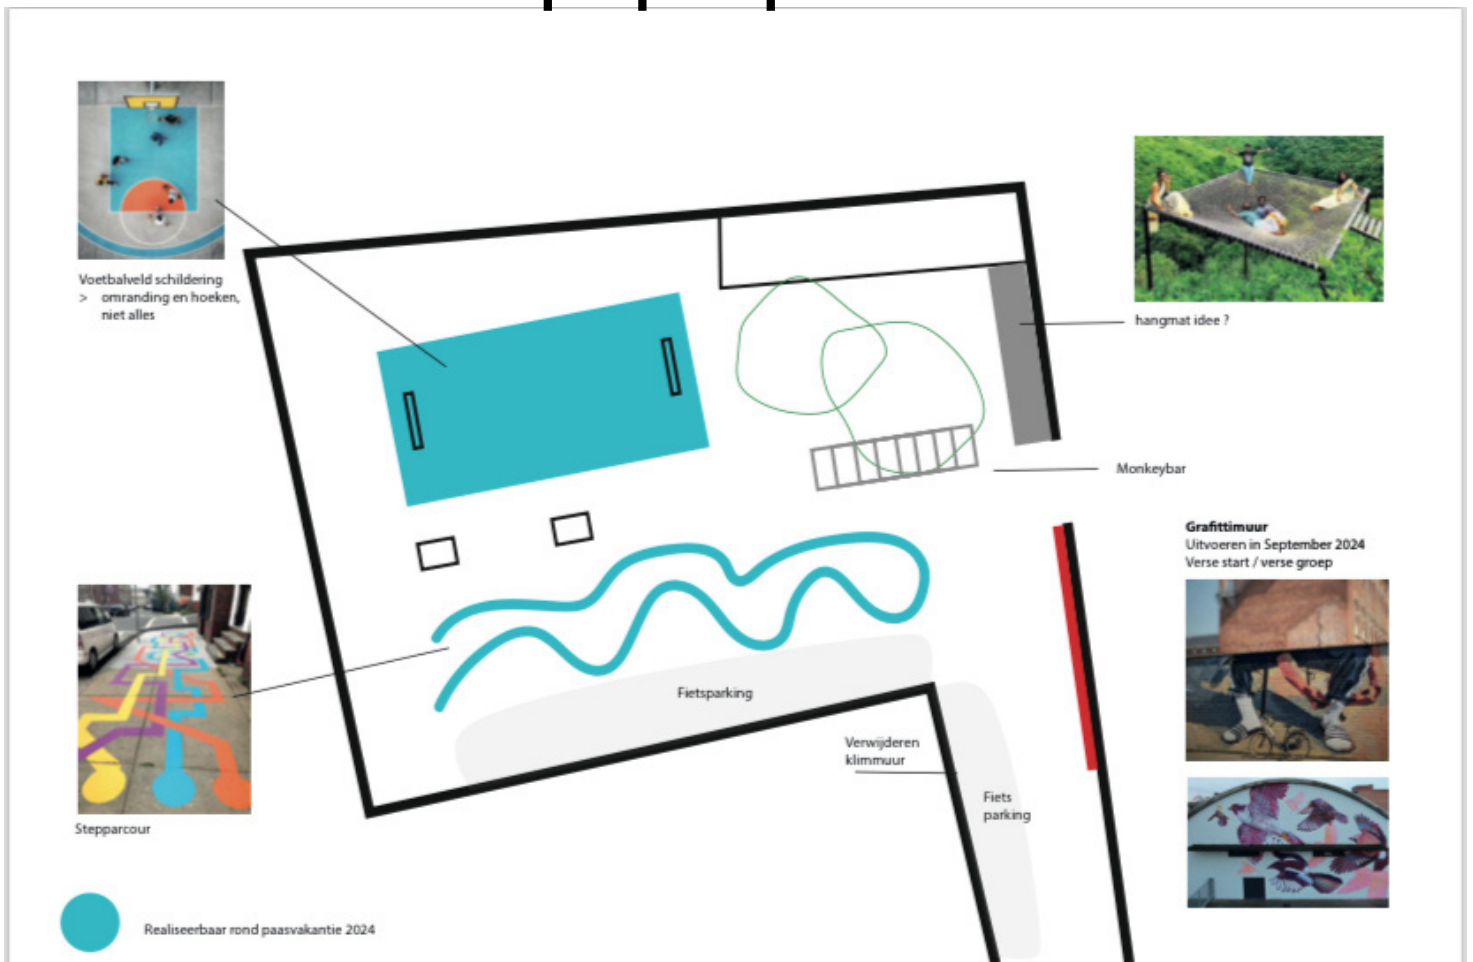 Voetbalveld schildering
> omranding en hoeken,
niet alles
hangmat idee ?
Monkeybar
Grafittimuur
Uitvoeren in September 2024
Verse start / verse groep
Fietsparking
Verwijderen
klimmuur
Fiets
parking
Stepparcour
Realiseerbaar rond paasvakantie 2024